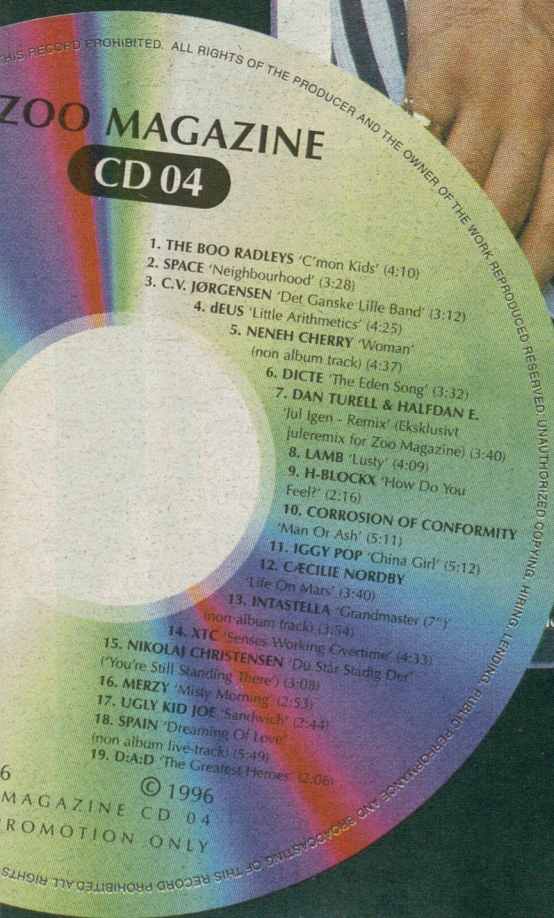 THIS RECORD PROHIBITED. ALL RIGHTS OF THE PRODUCER AND THE OWNER OF THE WORK REPRODUCED RESERVED. UNAUTHORIZED COPYING, HIRING, LENDING, PUBLIC PERFORMANCE AND BROADCASTING OF THIS RECORD PROHIBITED.ALL RIGHTS
ZOO MAGAZINE
CD 04
1. THE BOO RADLEYS 'C'mon Kids' (4:10)
2. SPACE 'Neighbourhood' (3:28)
3. C.V. JØRGENSEN 'Det Ganske Lille Band' (3:12)
4. dEUS 'Little Arithmetics' (4:25)
5. NENEH CHERRY 'Woman'
(non album track) (4:37)
6. DICTE 'The Eden Song' (3:32)
7. DAN TURELL & HALFDAN E.
'Jul Igen - Remix' (Eksklusivt
juleremix for Zoo Magazine) (3:40)
8. LAMB 'Lusty' (4:09)
9. H-BLOCKX 'How Do You
Feel?' (2:16)
10. CORROSION OF CONFORMITY
'Man Or Ash' (5:11)
11. IGGY POP 'China Girl' (5:12)
12. CÆCILIE NORDBY
'Life On Mars' (3:40)
13. INTASTELLA 'Grandmaster (7")'
(non album track) (3:54)
14. XTC 'Senses Working Overtime' (4:33)
15. NIKOLAJ CHRISTENSEN 'Du Står Stadig Der'
('You're Still Standing There') (3:08)
16. MERZY 'Misty Morning' (2:53)
17. UGLY KID JOE 'Sandwich' (2:44)
18. SPAIN 'Dreaming Of Love'
(non album live-track) (5:49)
19. D:A:D 'The Greatest Heroes' (2:06)
6 © 1996
MAGAZINE CD 04
ROMOTION ONLY